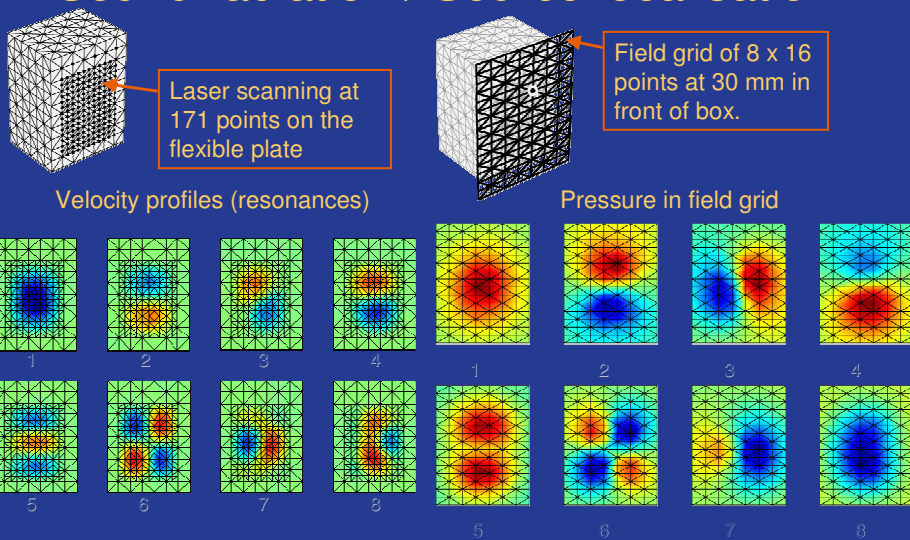 Laser scanning at
171 points on the
flexible plate
Field grid of 8 x 16
points at 30 mm in
front of box.
Velocity profiles (resonances)
Pressure in field grid
1 2 3 4
1 2 3 4
5 6 7 8
5 6 7 8